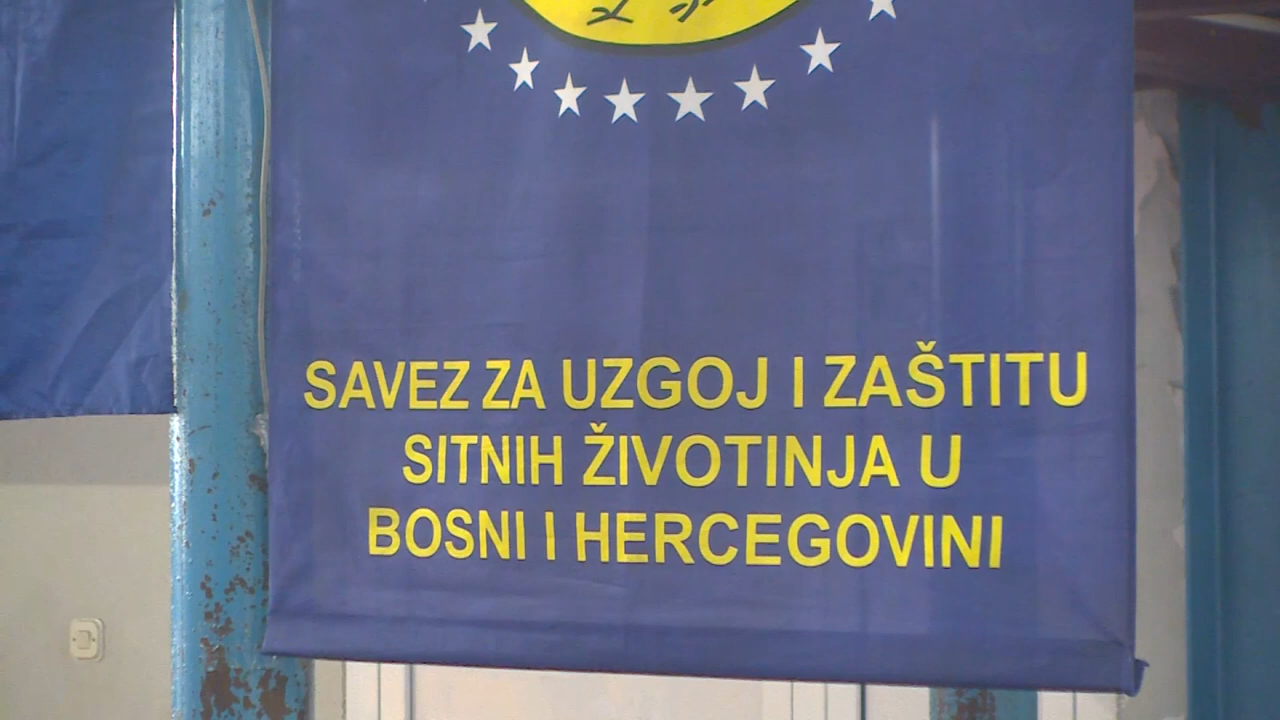 SAVEZ ZA UZGOJ I ZAŠTITU
SITNIH ŽIVOTINJA U
BOSNI I HERCEGOVINI